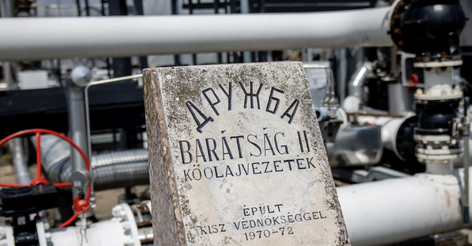 ДРУЖБА
BARÁTSÁG II
KŐOLAJVEZETÉK
ÉPÜLT
KISZ VÉDNÖKSÉGGEL
1970-72